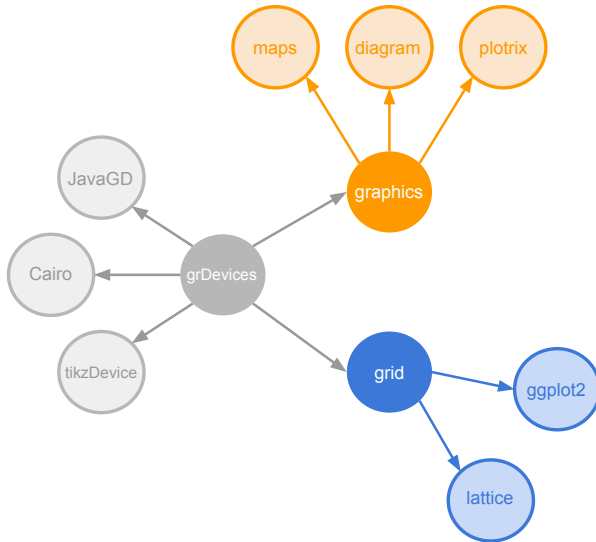 maps
diagram
plotrix
JavaGD
graphics
Cairo
grDevices
tikzDevice
grid
ggplot2
lattice